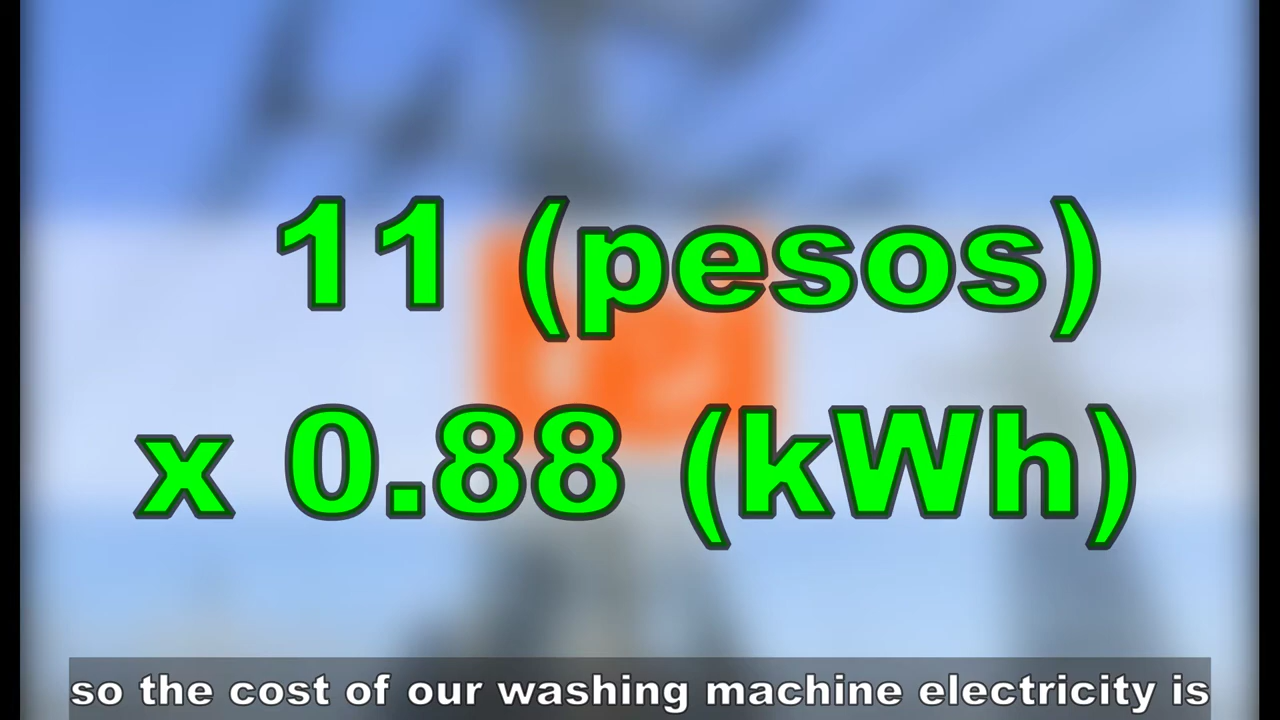 11 (pesos)
x 0.88 (kWh)
so the cost of our washing machine electricity is